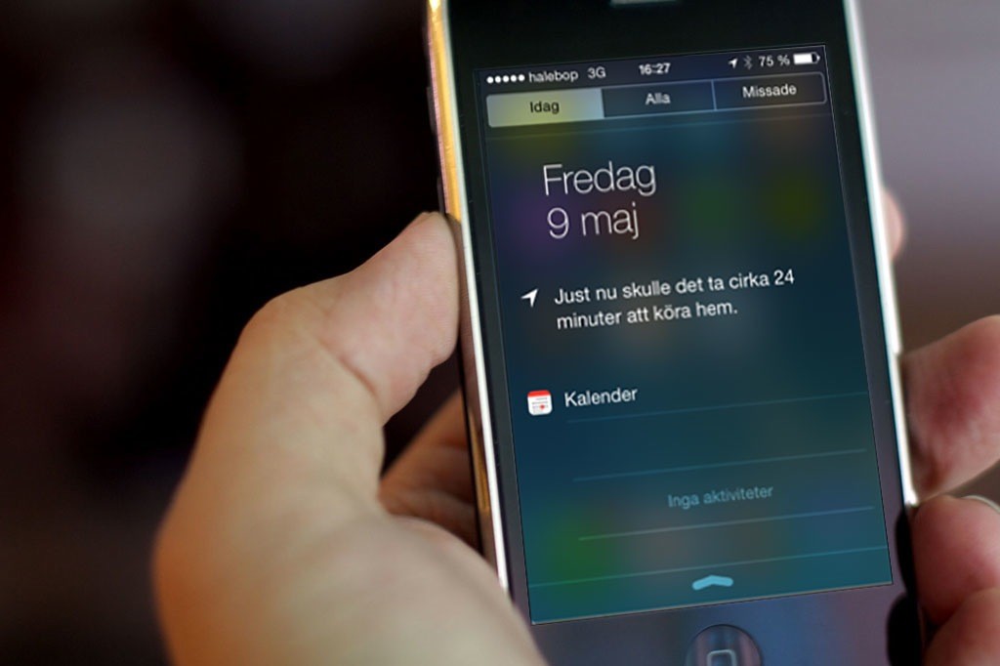 halebop 3G 16:27 75 %
Idag Alla Missade
Fredag
9 maj
Just nu skulle det ta cirka 24
minuter att köra hem.
Kalender
Inga aktiviteter